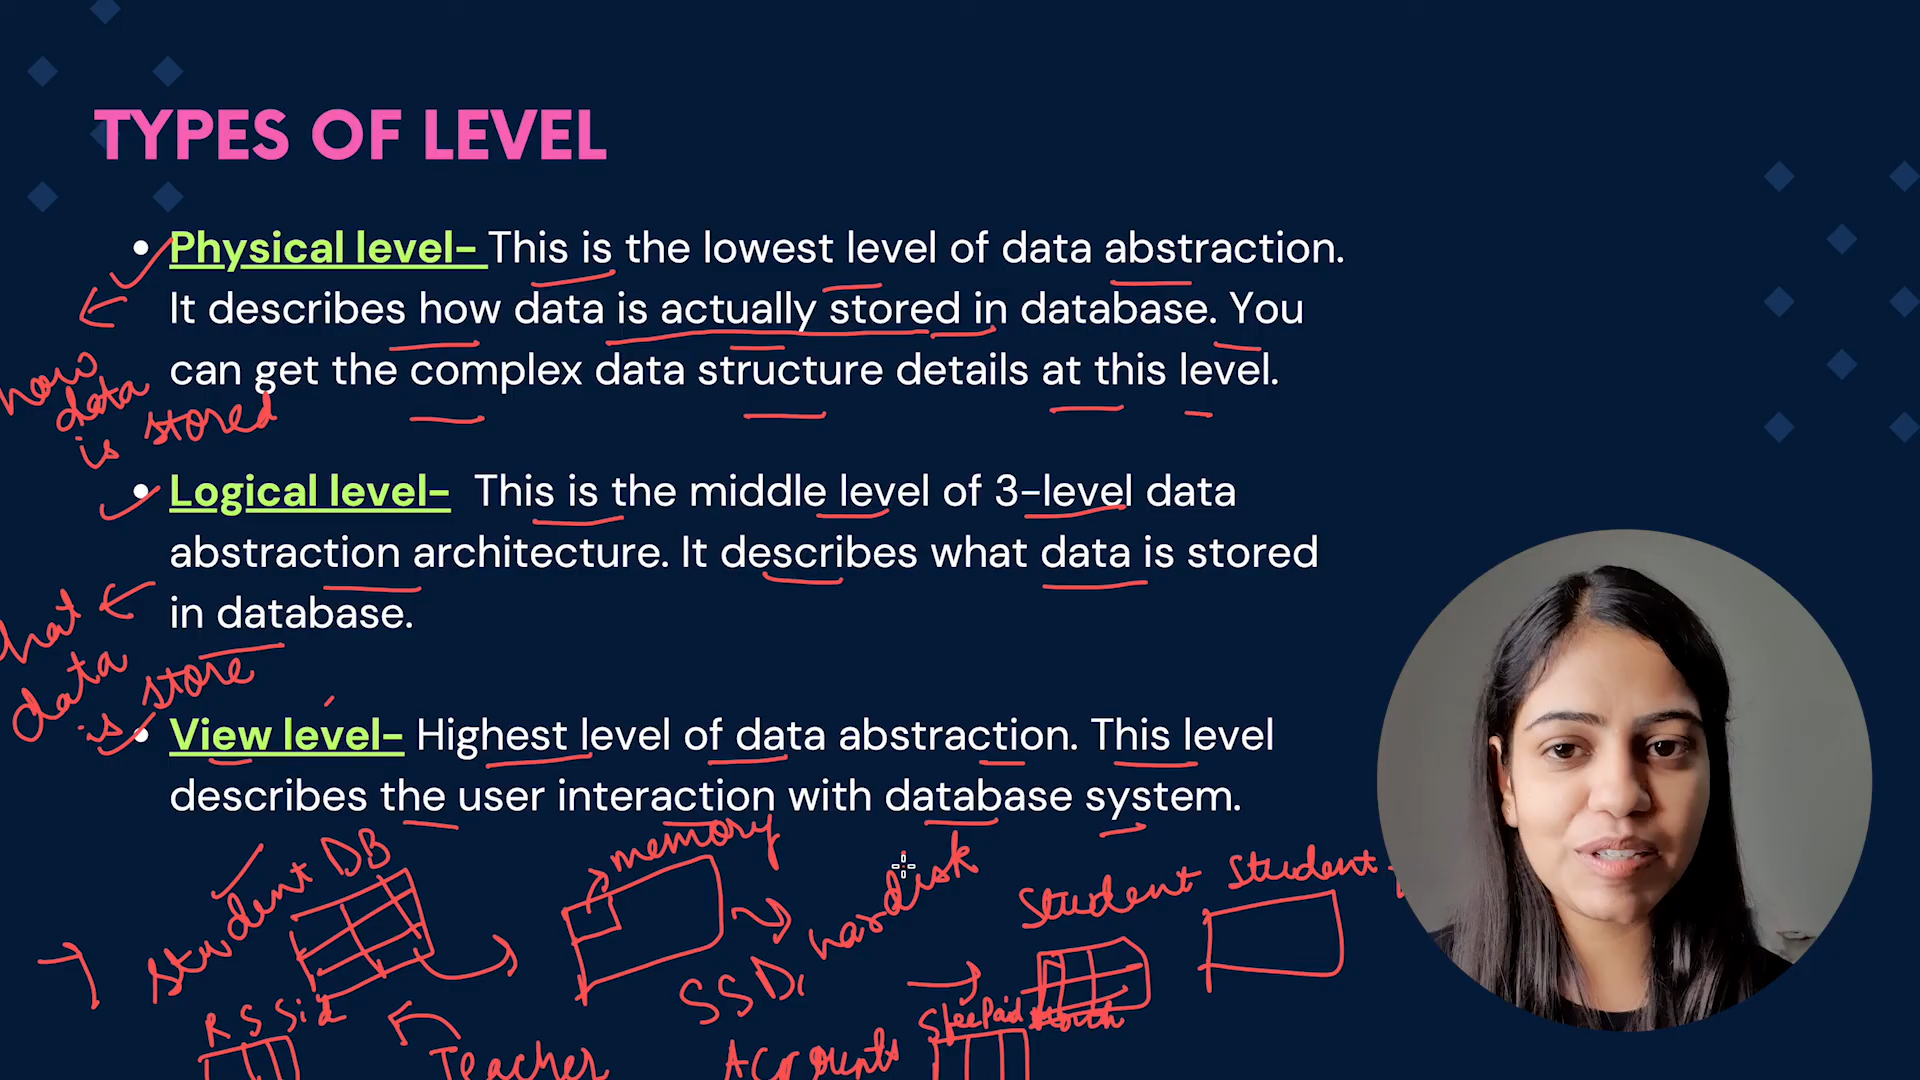 TYPES OF LEVEL
• Physical level- This is the lowest level of data abstraction.
It describes how data is actually stored in database. You
can get the complex data structure details at this level.
how
data
is stored
• Logical level- This is the middle level of 3-level data
abstraction architecture. It describes what data is stored
in database.
hat
data
is store
• View level- Highest level of data abstraction. This level
describes the user interaction with database system.
student DB
memory
hardisk
SSD
Student
Student
R S Sid
Teacher
Accounts